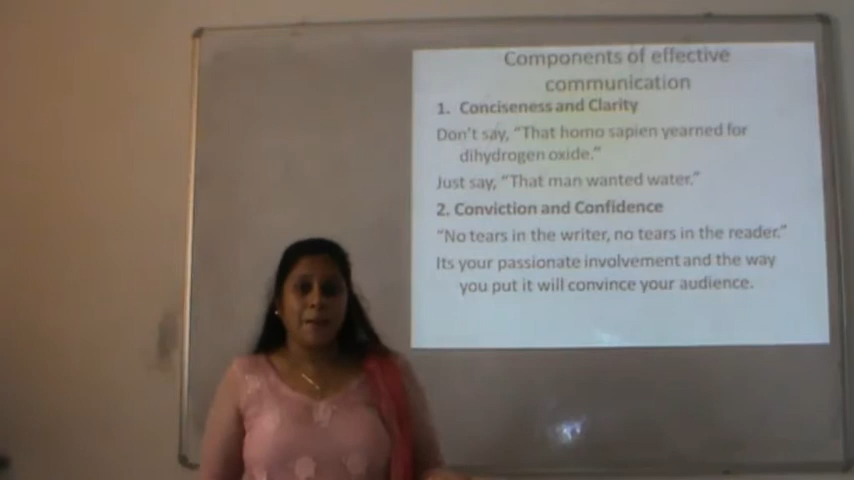 Components of effective
communication
1. Conciseness and Clarity
Don't say, "That homo sapien yearned for
dihydrogen oxide."
Just say, "That man wanted water."
2. Conviction and Confidence
"No tears in the writer, no tears in the reader."
Its your passionate involvement and the way
you put it will convince your audience.